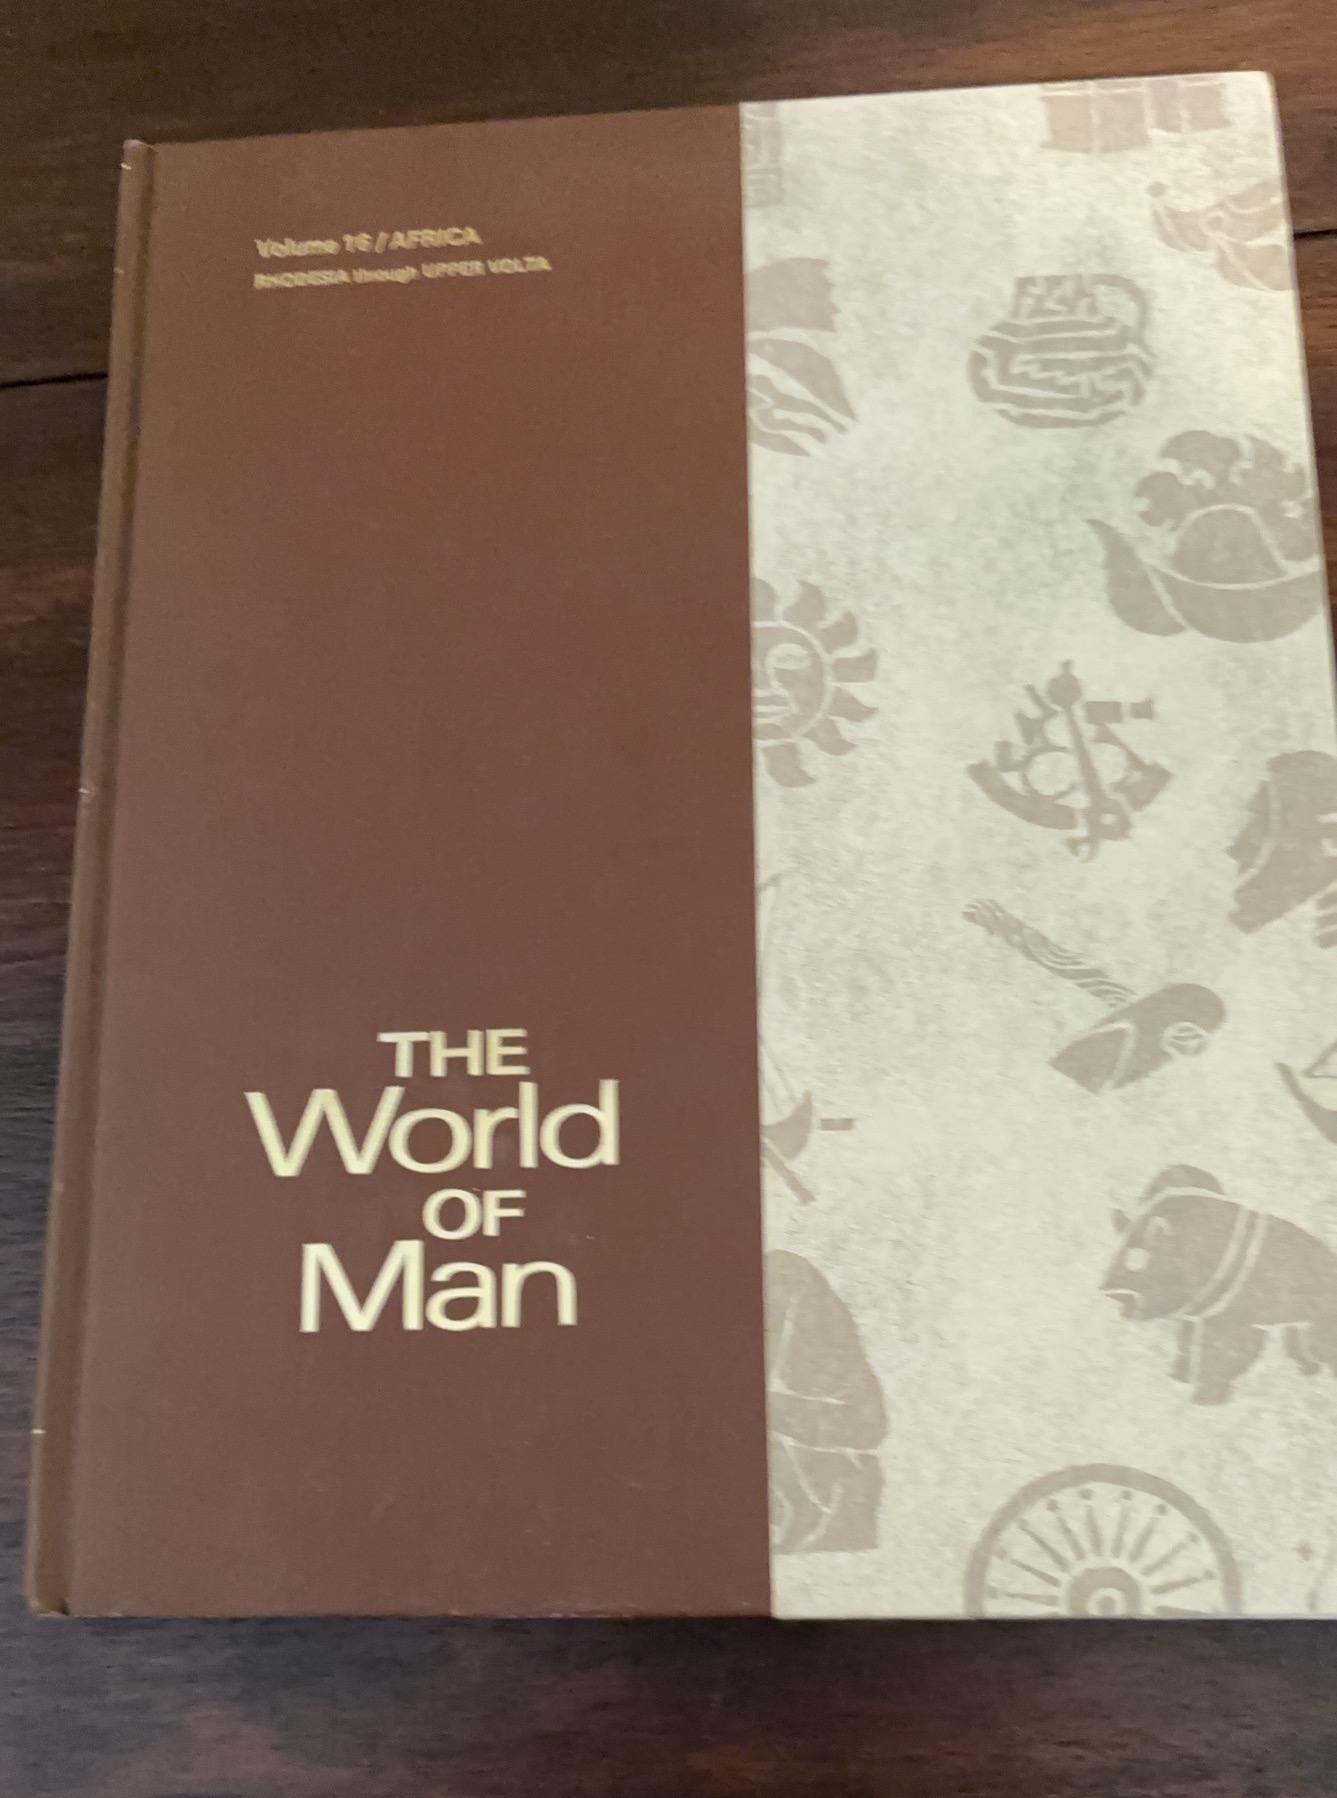 Volume 16 / AFRICA
RHODESIA through UPPER VOLTA
THE
World
OF
Man